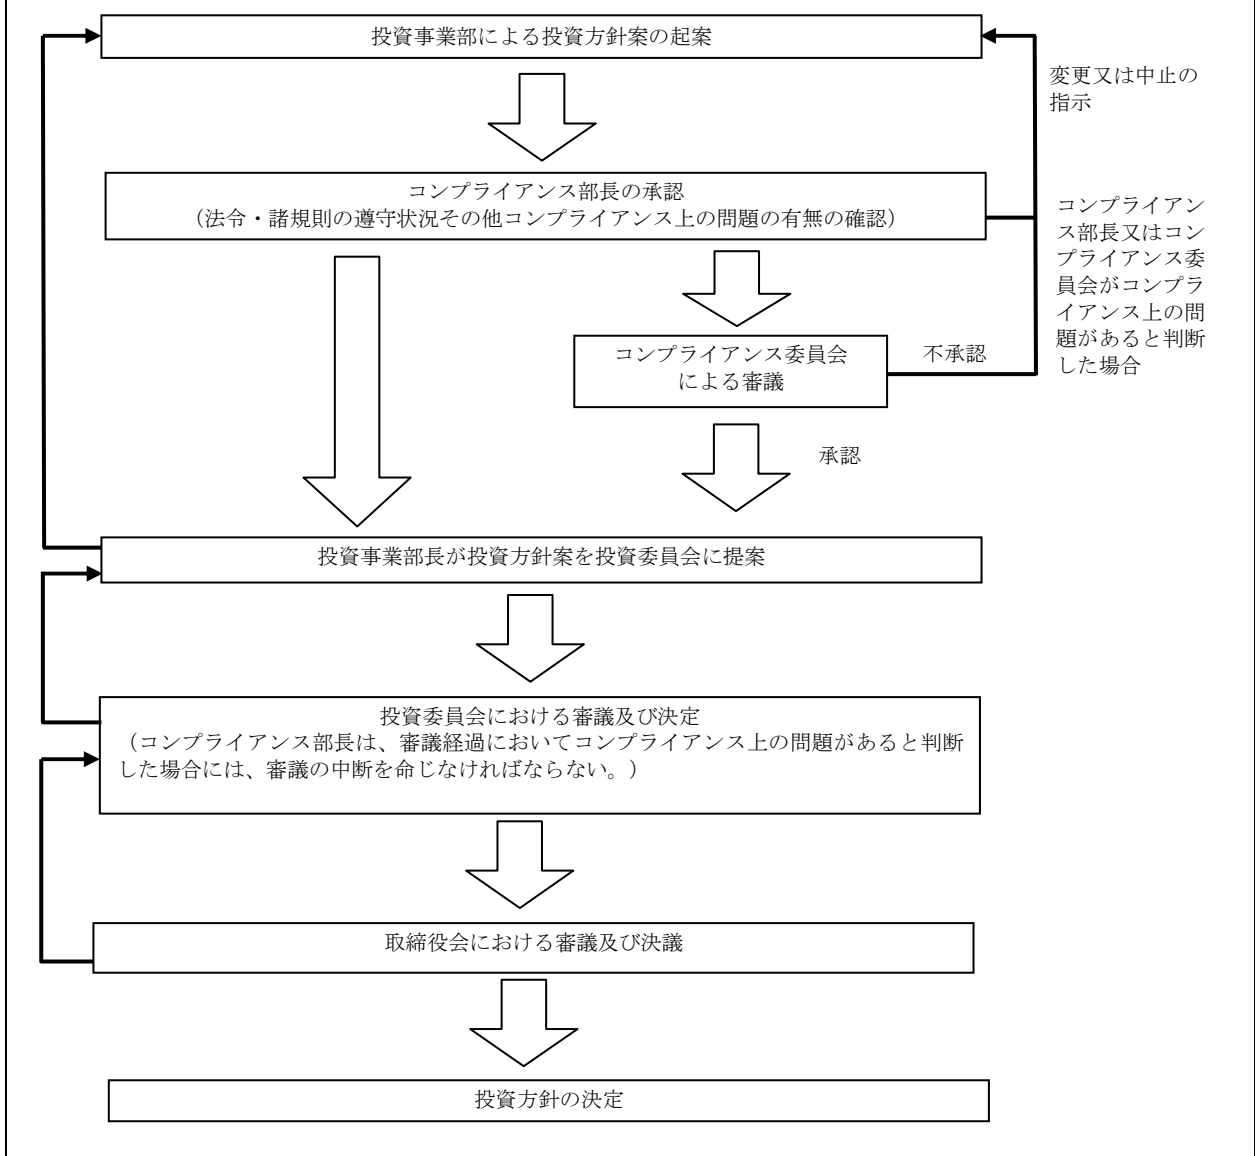 投資事業部による投資方針案の起案
変更又は中止の
指示
コンプライアンス部長の承認
（法令・諸規則の遵守状況その他コンプライアンス上の問題の有無の確認）
コンプライアン
ス部長又はコン
プライアンス委
員会がコンプラ
イアンス上の問
題があると判断
した場合
コンプライアンス委員会
による審議
不承認
承認
投資事業部長が投資方針案を投資委員会に提案
投資委員会における審議及び決定
（コンプライアンス部長は、審議経過においてコンプライアンス上の問題があると判断
した場合には、審議の中断を命じなければならない。）
取締役会における審議及び決議
投資方針の決定